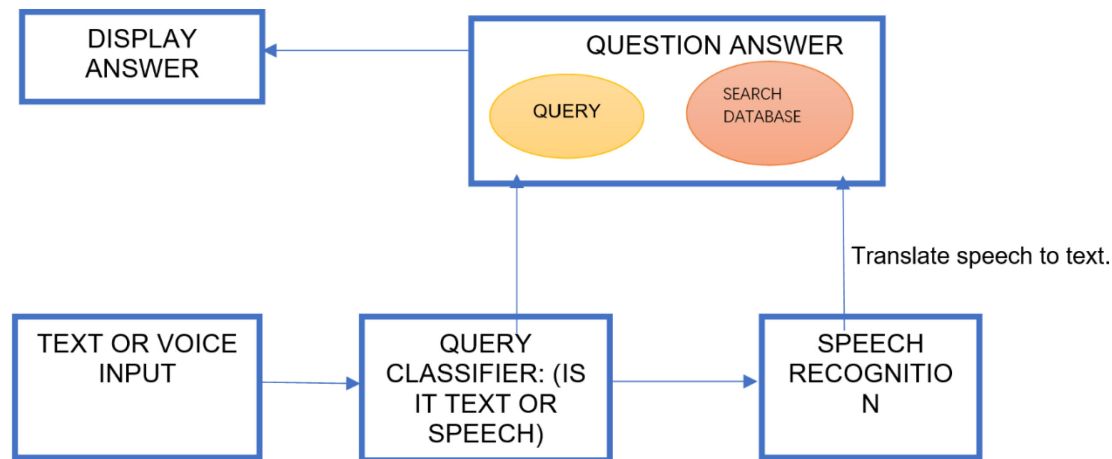 DISPLAY
ANSWER
QUESTION ANSWER
QUERY
SEARCH
DATABASE
Translate speech to text.
TEXT OR VOICE
INPUT
QUERY
CLASSIFIER: (IS
IT TEXT OR
SPEECH)
SPEECH
RECOGNITIO
N